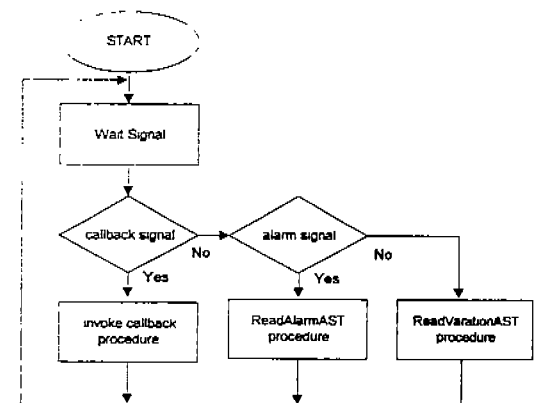 START
Wait Signal
callback signal
No
alarm signal
No
Yes
Yes
invoke callback
procedure
ReadAlarmAST
procedure
ReadVarationAST
procedure